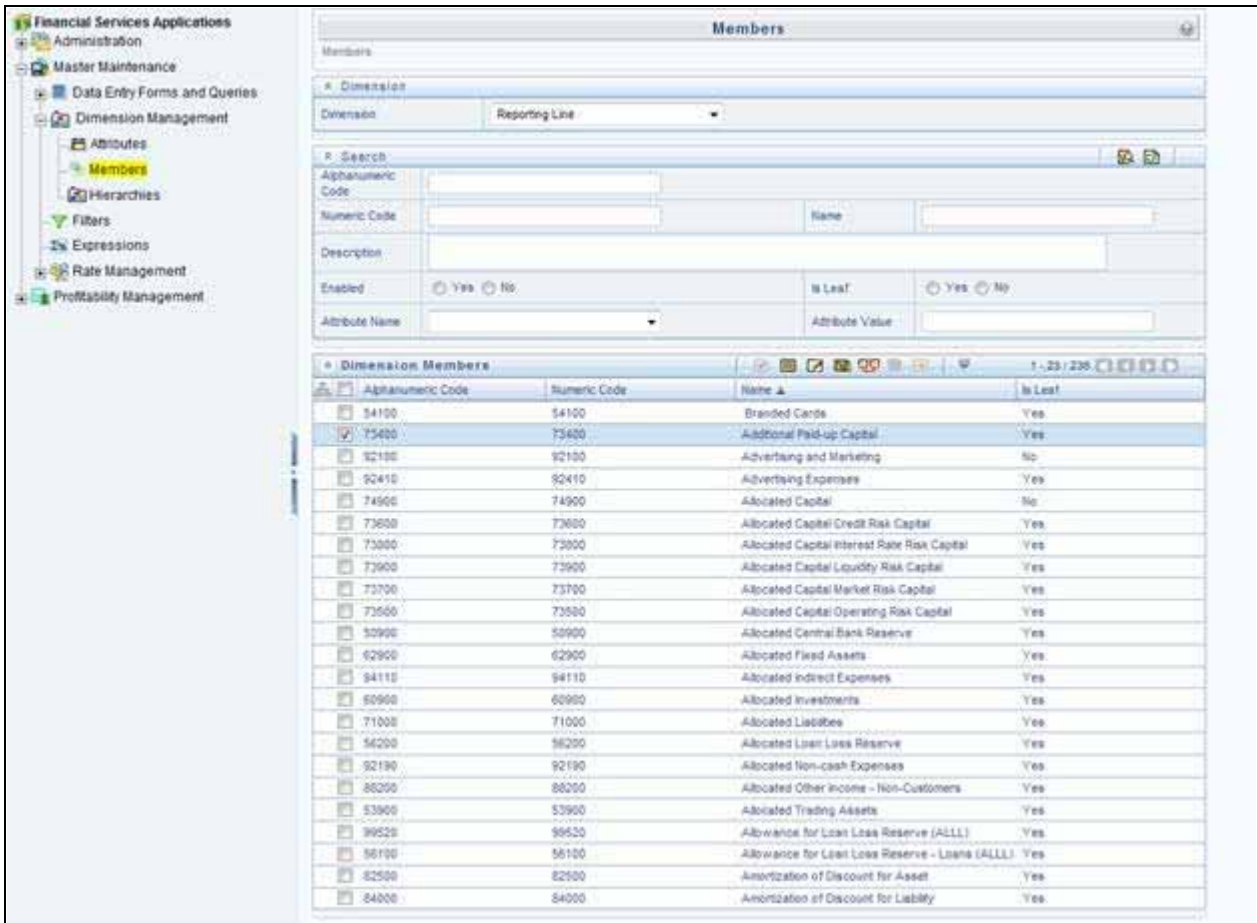 Financial Services Applications
Administration
Master Maintenance
Data Entry Forms and Queries
Dimension Management
Attributes
Members
Hierarchies
Filters
Expressions
Rate Management
Profitability Management
Members
Members
Dimension
Dimension Reporting Line
Search
Alphanumeric Code
Numeric Code Name
Description
Enabled Yes No Is Leaf Yes No
Attribute Name Attribute Value
Dimension Members 1 - 23 / 236
Alphanumeric Code Numeric Code Name Is Leaf
54100 54100 Branded Cards Yes
73400 73400 Additional Paid-up Capital Yes
92100 92100 Advertising and Marketing No
92410 92410 Advertising Expenses Yes
74900 74900 Allocated Capital No
73600 73600 Allocated Capital Credit Risk Capital Yes
73800 73800 Allocated Capital Interest Rate Risk Capital Yes
73900 73900 Allocated Capital Liquidity Risk Capital Yes
73700 73700 Allocated Capital Market Risk Capital Yes
73500 73500 Allocated Capital Operating Risk Capital Yes
50900 50900 Allocated Central Bank Reserve Yes
62900 62900 Allocated Fixed Assets Yes
94110 94110 Allocated Indirect Expenses Yes
60900 60900 Allocated Investments Yes
71000 71000 Allocated Liabilities Yes
56200 56200 Allocated Loan Loss Reserve Yes
92190 92190 Allocated Non-cash Expenses Yes
88200 88200 Allocated Other Income - Non-Customers Yes
53900 53900 Allocated Trading Assets Yes
99520 99520 Allowance for Loan Loss Reserve (ALLL) Yes
56100 56100 Allowance for Loan Loss Reserve - Loans (ALLL) Yes
82500 82500 Amortization of Discount for Asset Yes
84000 84000 Amortization of Discount for Liability Yes